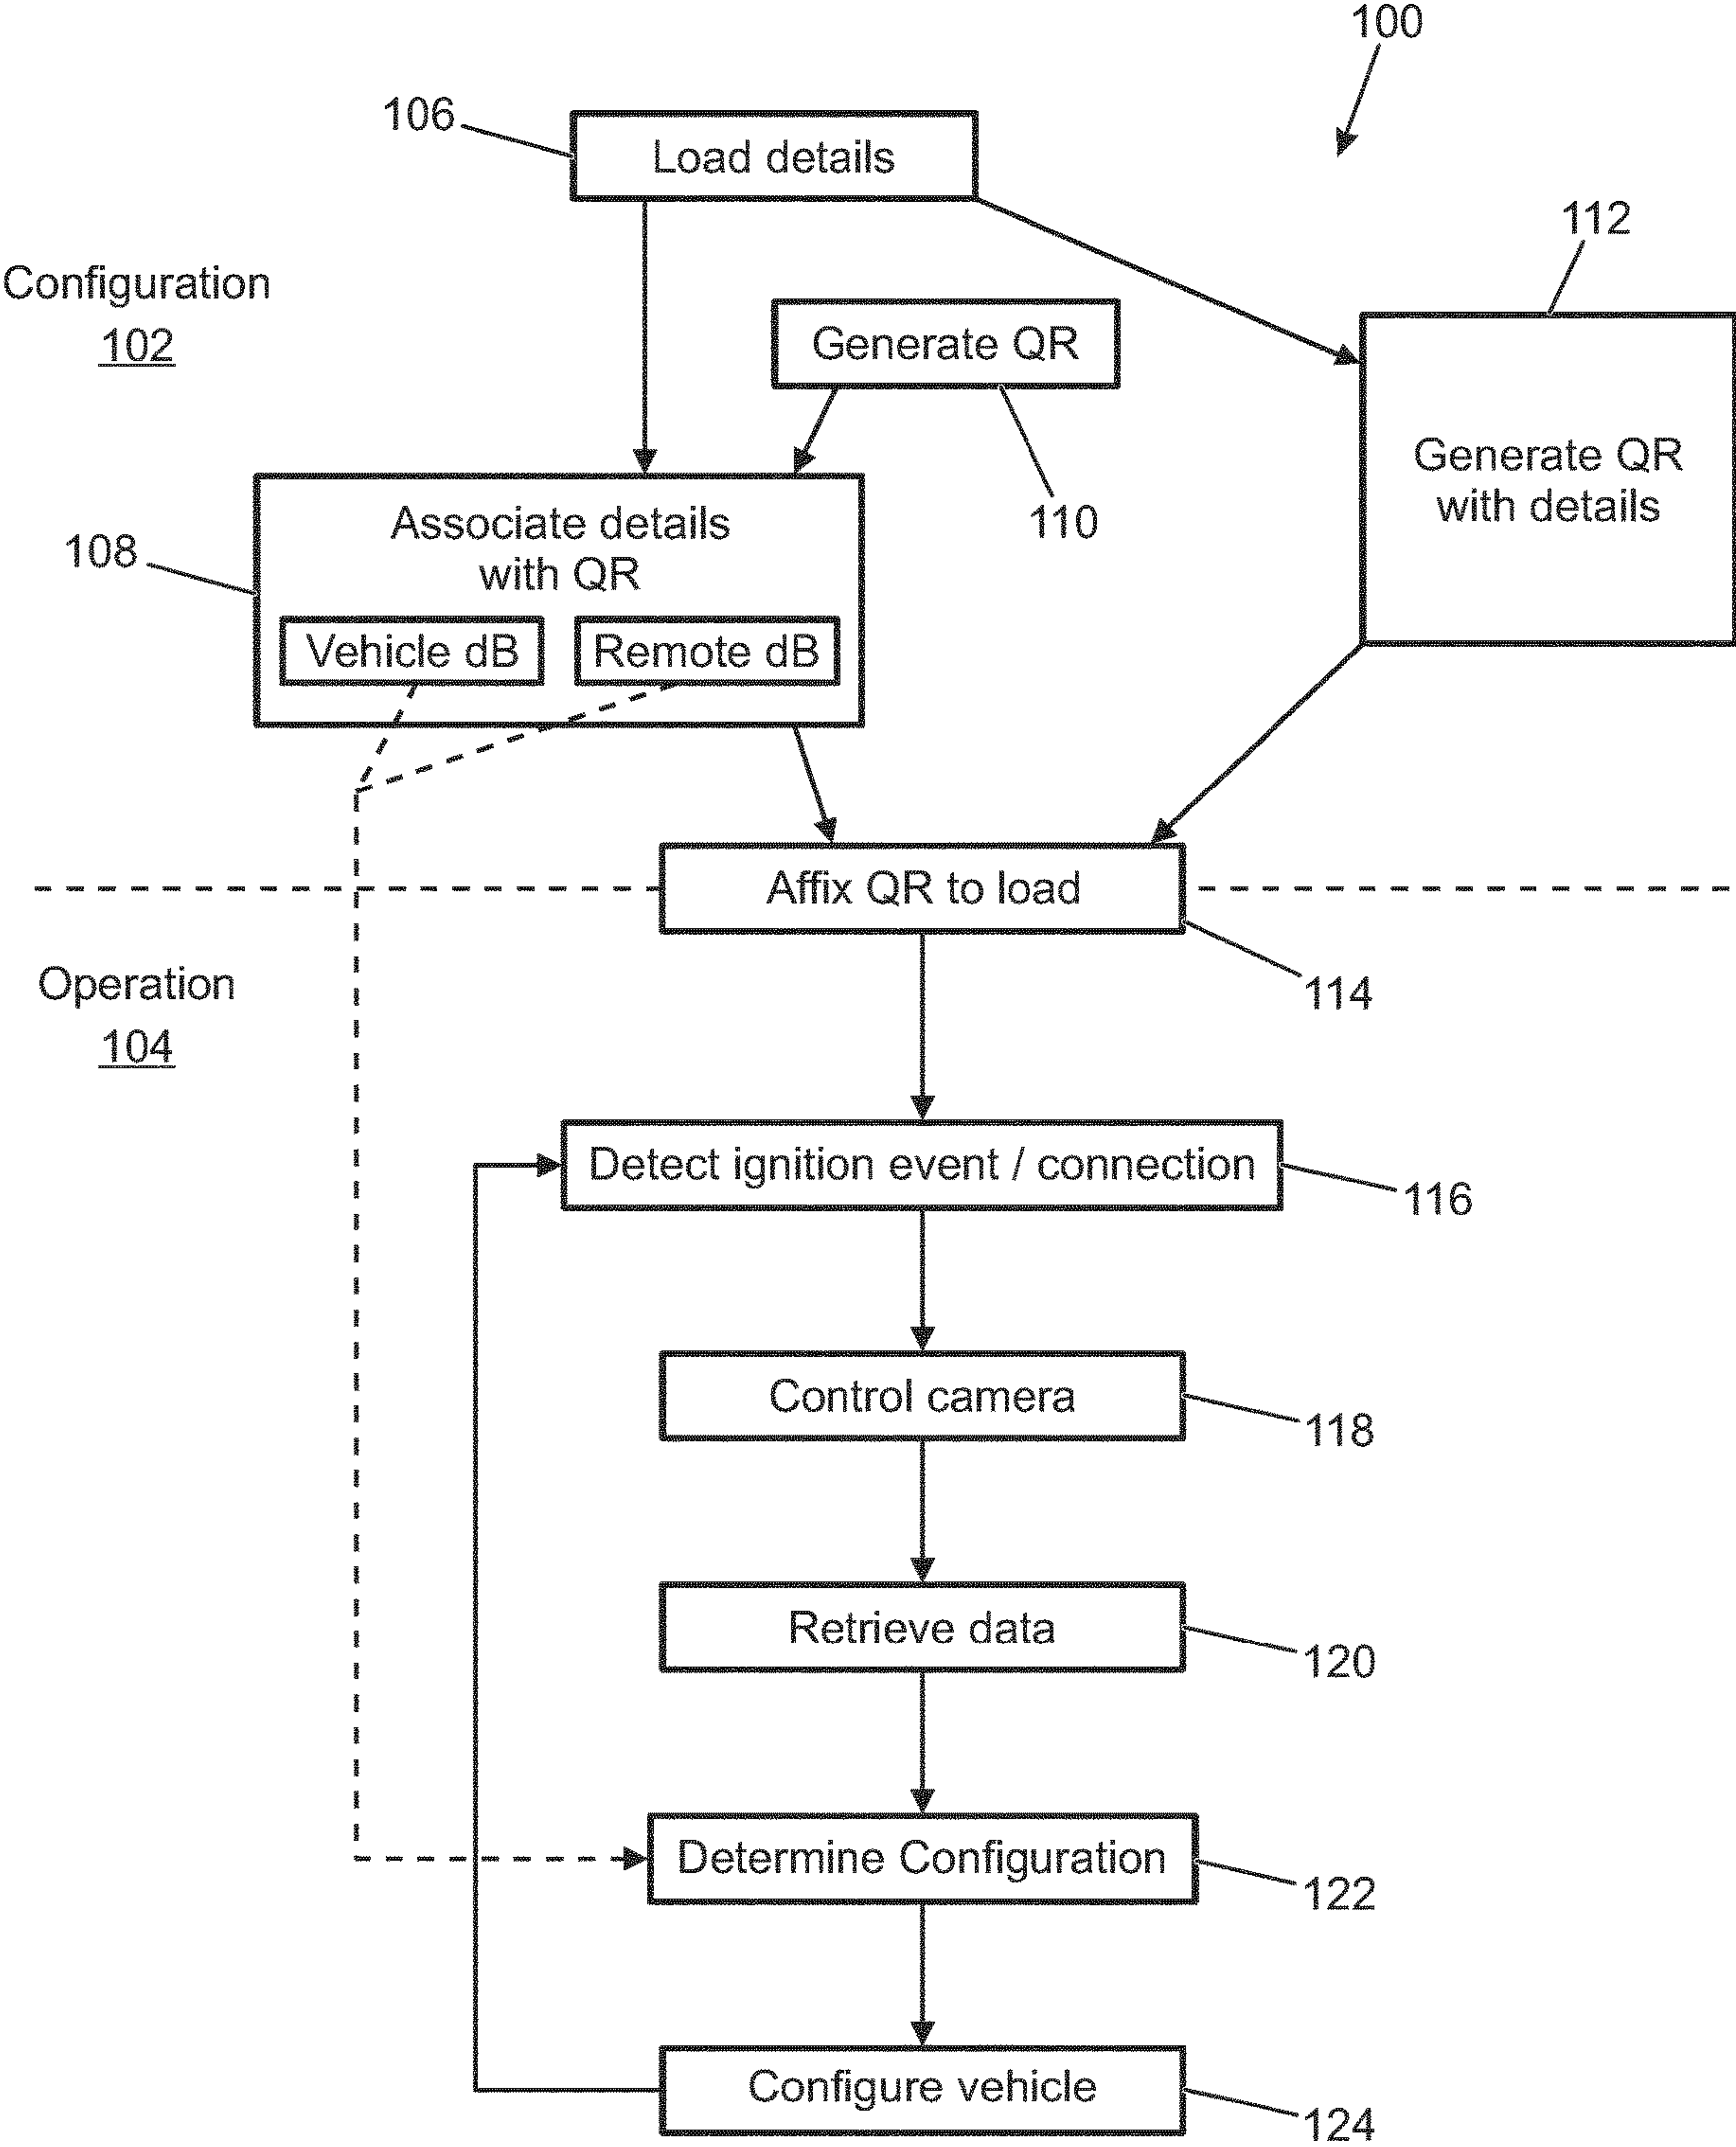 100
106
Load details
112
Configuration
102
Generate QR
Generate QR
with details
110
Associate details
with QR
108
Vehicle dB
Remote dB
Affix QR to load
Operation
104
114
Detect ignition event / connection
116
Control camera
118
Retrieve data
120
Determine Configuration
122
Configure vehicle
124